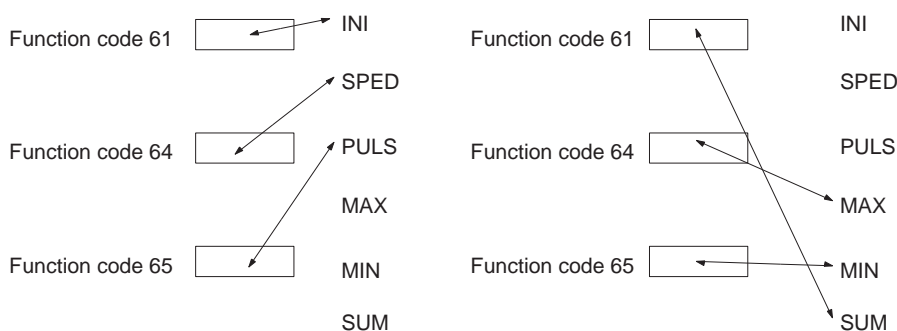 Function code 61
INI
SPED
Function code 64
PULS
MAX
Function code 65
MIN
SUM
Function code 61
INI
SPED
Function code 64
PULS
MAX
Function code 65
MIN
SUM